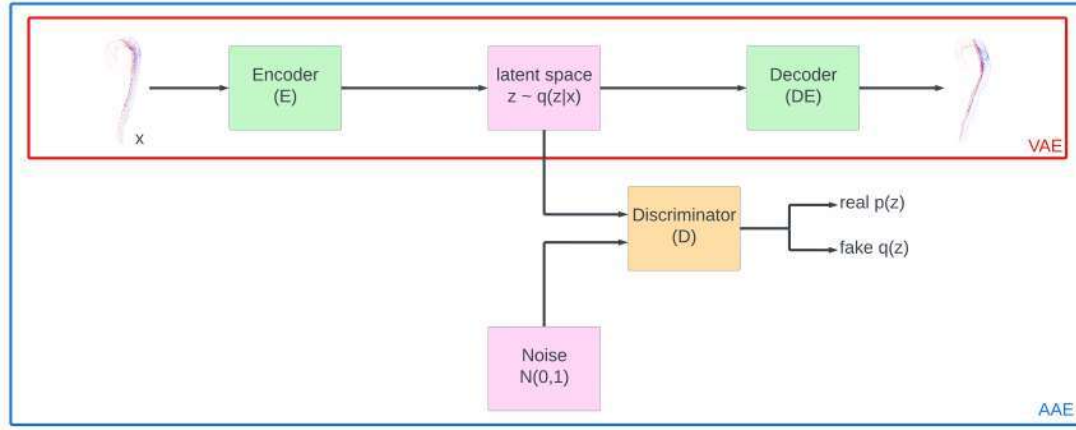 Encoder
(E)
latent space
z ~ q(z|x)
Decoder
(DE)
x
VAE
Discriminator
(D)
real p(z)
fake q(z)
Noise
N(0,1)
AAE